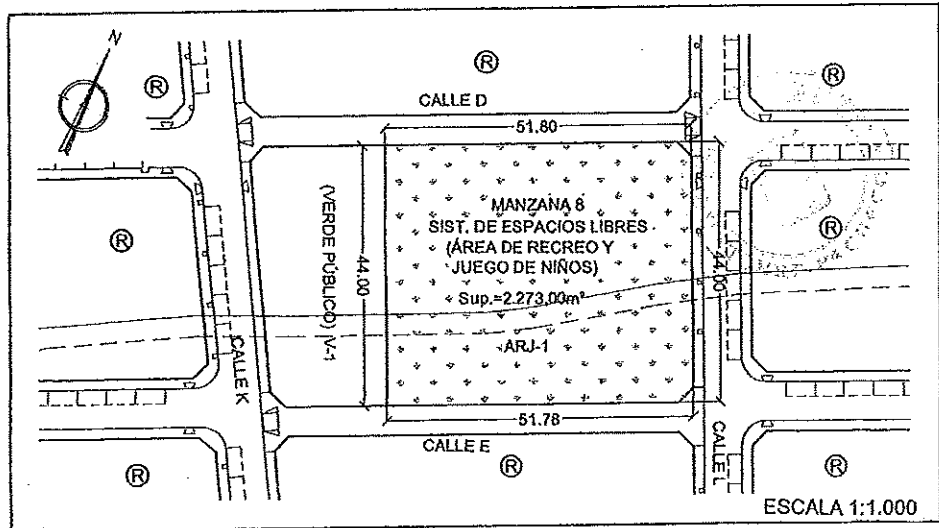 N
R
R
R
CALLE D
51.80
MANZANA 8
SIST. DE ESPACIOS LIBRES
(ÁREA DE RECREO Y
JUEGO DE NIÑOS)
Sup.=2.273,00m²
ARJ-1
(VERDE PÚBLICO) V-1
44.00
44.00
R
R
CALLE K
51.78
CALLE E
CALLE L
R
R
R
ESCALA 1:1.000